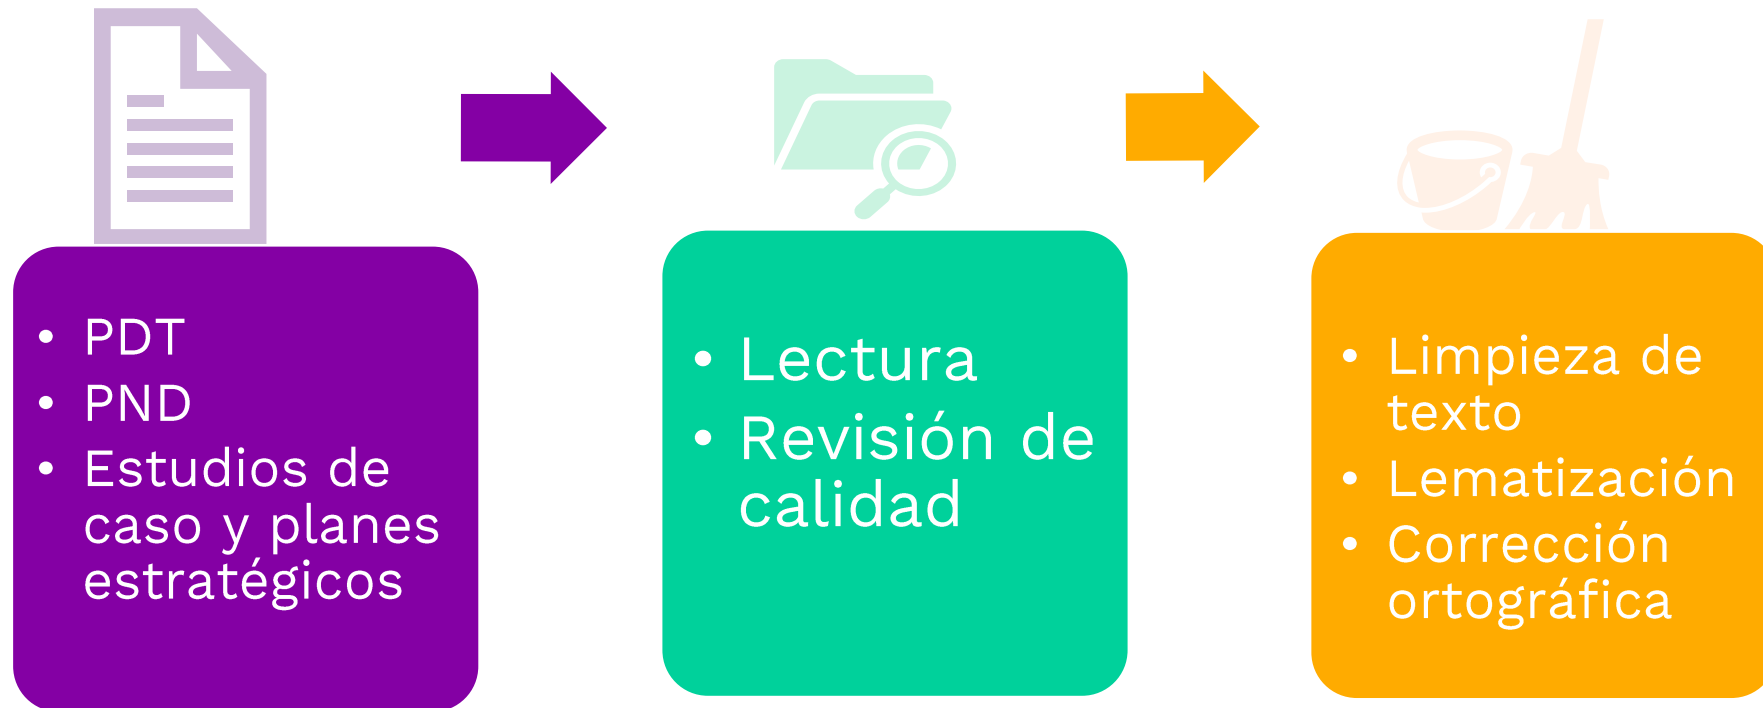 • PDT
• PND
• Estudios de
caso y planes
estratégicos
• Lectura
• Revisión de
calidad
• Limpieza de
texto
• Lematización
• Corrección
ortográfica